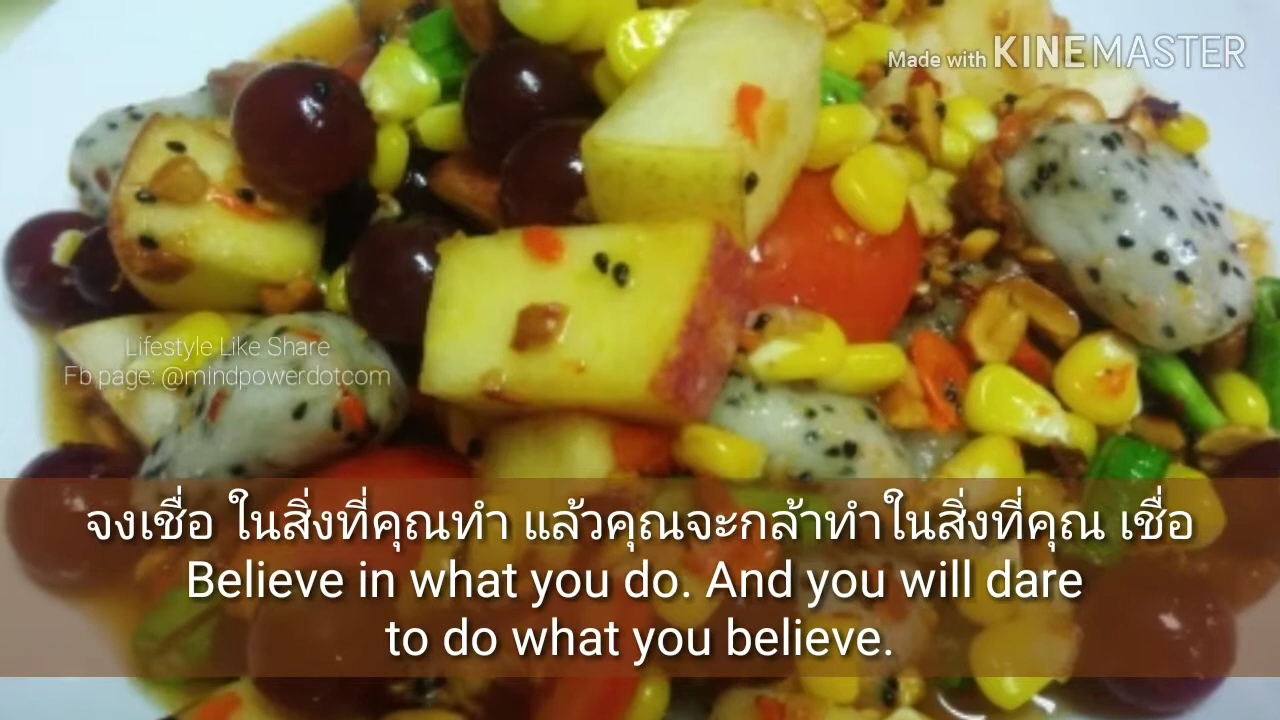 Made with KINEMASTER
Lifestyle Like Share
Fb page: @mindpowerdotcom
จงเชื่อ ในสิ่งที่คุณทำ แล้วคุณจะกล้าทำในสิ่งที่คุณ เชื่อ
Believe in what you do. And you will dare
to do what you believe.